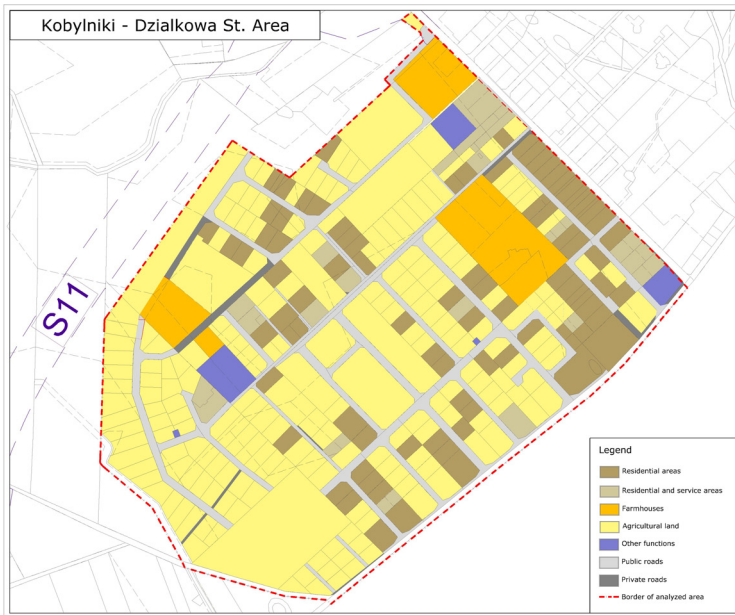 Kobylniki - Dzialkowa St. Area
S11
Legend
Residential areas
Residential and service areas
Farmhouses
Agricultural land
Other functions
Public roads
Private roads
Border of analyzed area